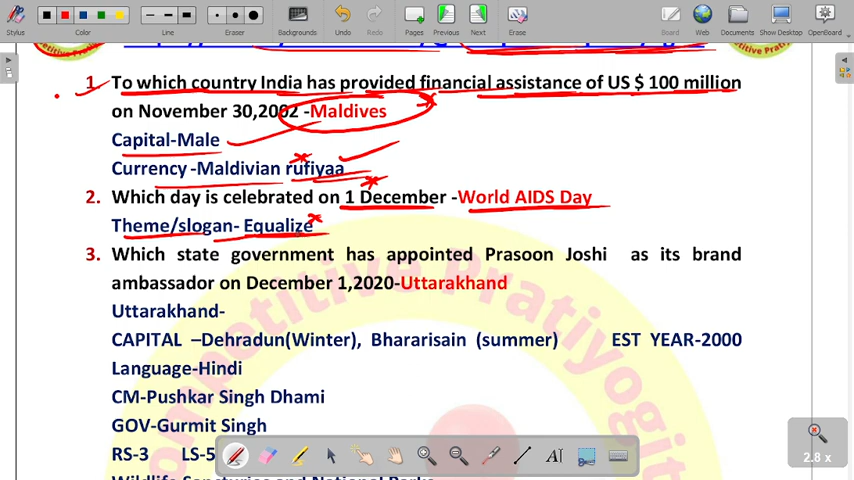 Stylus
Color
Line
Eraser
Backgrounds
Undo
Redo
Pages
Previous
Next
Erase
Board
Web
Documents
Show Desktop
OpenBoard
1. To which country India has provided financial assistance of US $ 100 million
on November 30,2002 -Maldives
Capital-Male
Currency -Maldivian rufiyaa
2. Which day is celebrated on 1 December -World AIDS Day
Theme/slogan- Equalize
3. Which state government has appointed Prasoon Joshi as its brand
ambassador on December 1,2020-Uttarakhand
Uttarakhand-
CAPITAL –Dehradun(Winter), Bhararisain (summer) EST YEAR-2000
Language-Hindi
CM-Pushkar Singh Dhami
GOV-Gurmit Singh
RS-3 LS-5
2.8 x